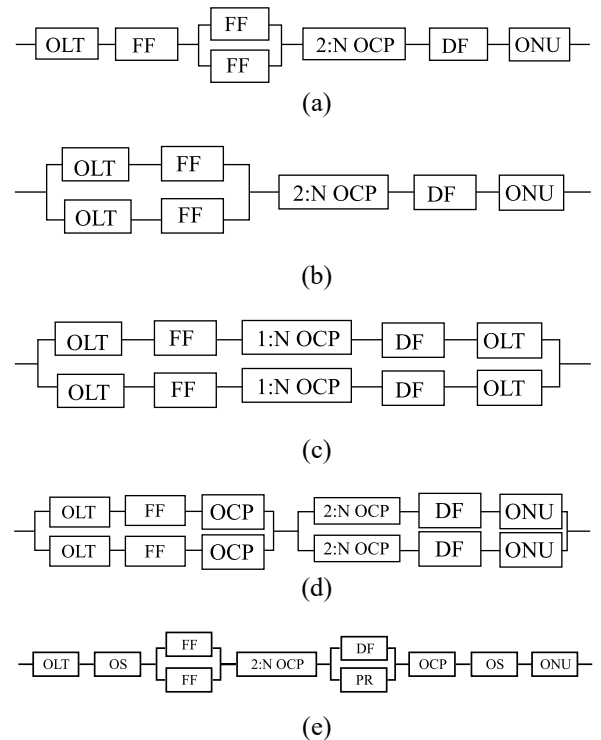 FF
OLT FF 2:N OCP DF ONU
FF
(a)
OLT FF
2:N OCP DF ONU
OLT FF
(b)
OLT FF 1:N OCP DF OLT
OLT FF 1:N OCP DF OLT
(c)
OLT FF OCP 2:N OCP DF ONU
OLT FF OCP 2:N OCP DF ONU
(d)
FF DF
OLT OS 2:N OCP OCP OS ONU
FF PR
(e)